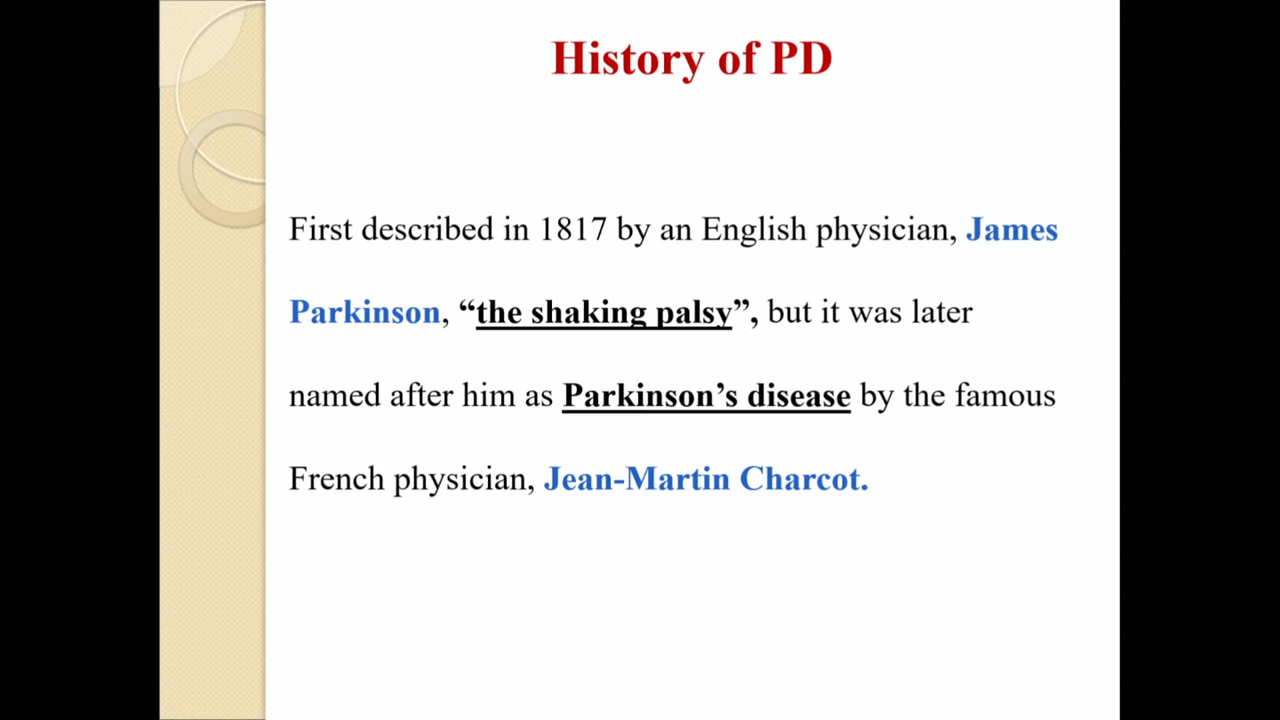 History of PD
First described in 1817 by an English physician, James
Parkinson, “the shaking palsy”, but it was later
named after him as Parkinson’s disease by the famous
French physician, Jean-Martin Charcot.